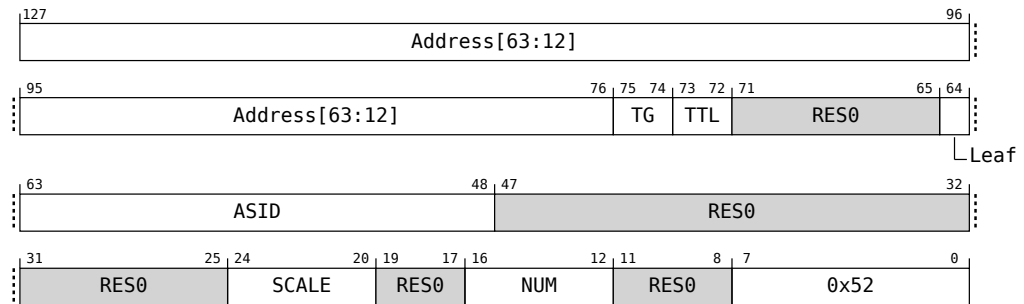 127 96
Address[63:12]
95 76 75 74 73 72 71 65 64
Address[63:12] TG TTL RES0
Leaf
63 48 47 32
ASID RES0
31 25 24 20 19 17 16 12 11 8 7 0
RES0 SCALE RES0 NUM RES0 0x52